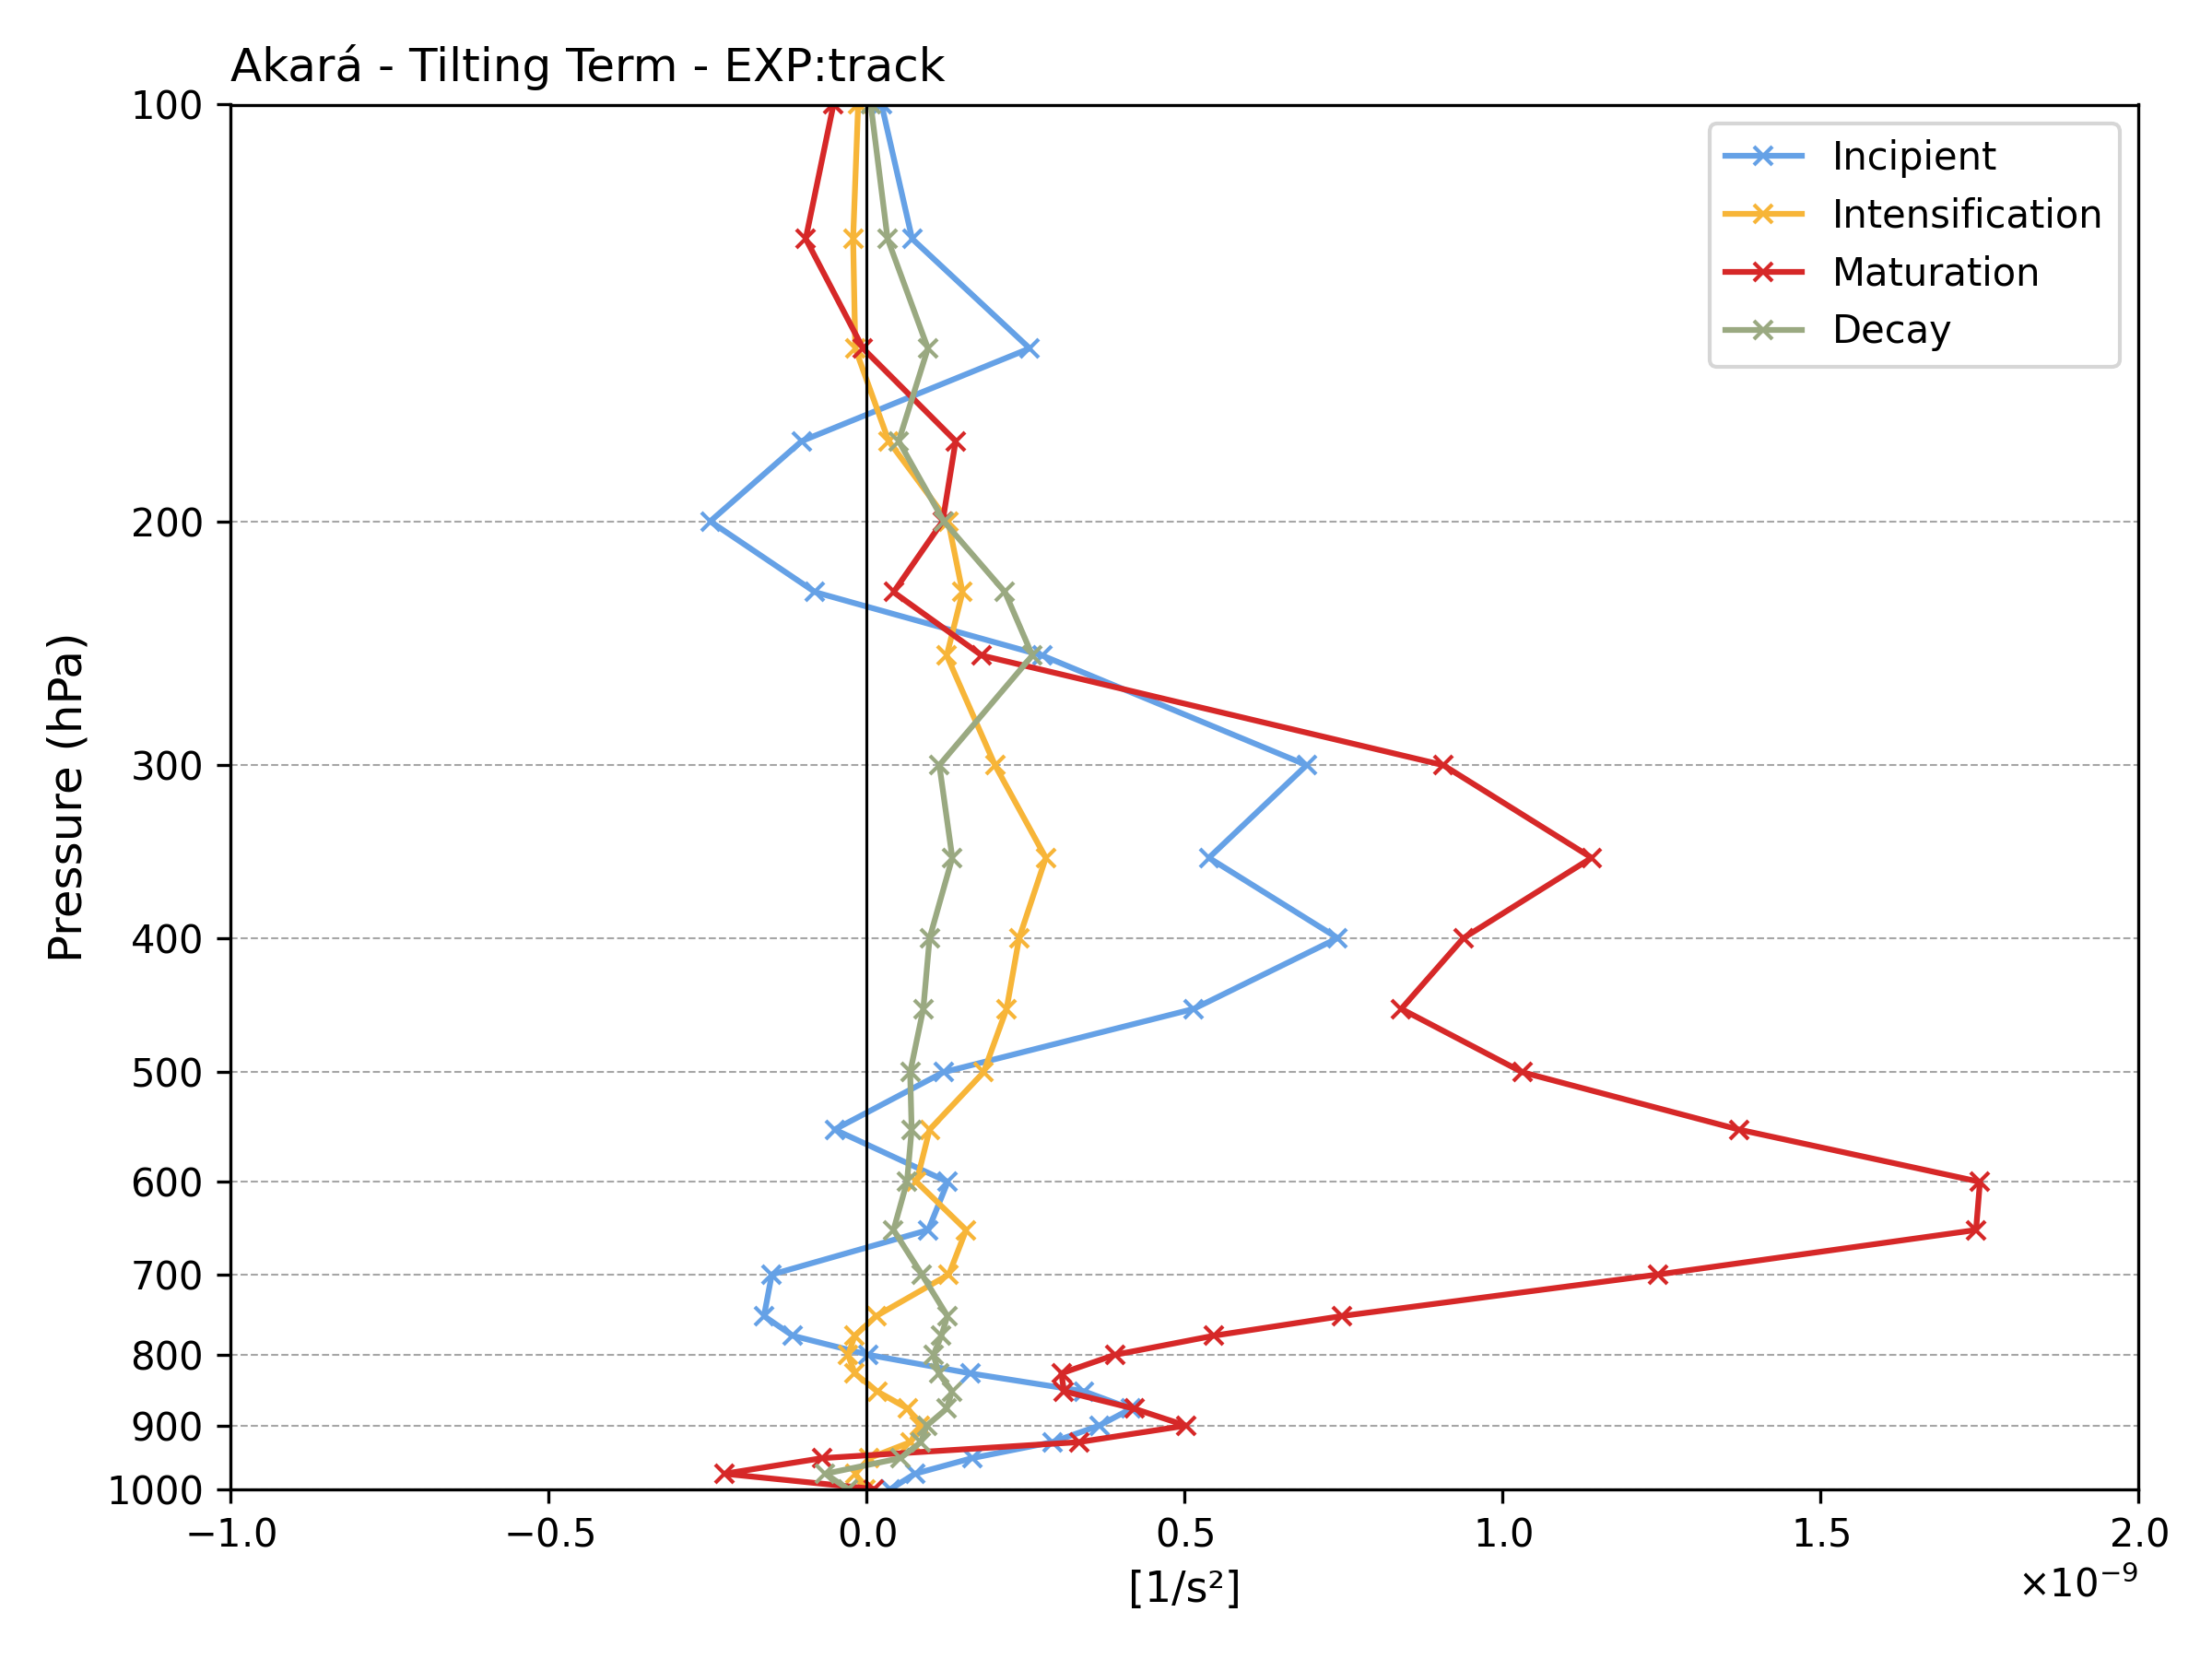 Akará - Tilting Term - EXP:track
100
200
300
400
500
600
700
800
900
1000
Pressure (hPa)
Incipient
Intensification
Maturation
Decay
−1.0 −0.5 0.0 0.5 1.0 1.5 2.0
×10⁻⁹
[1/s²]